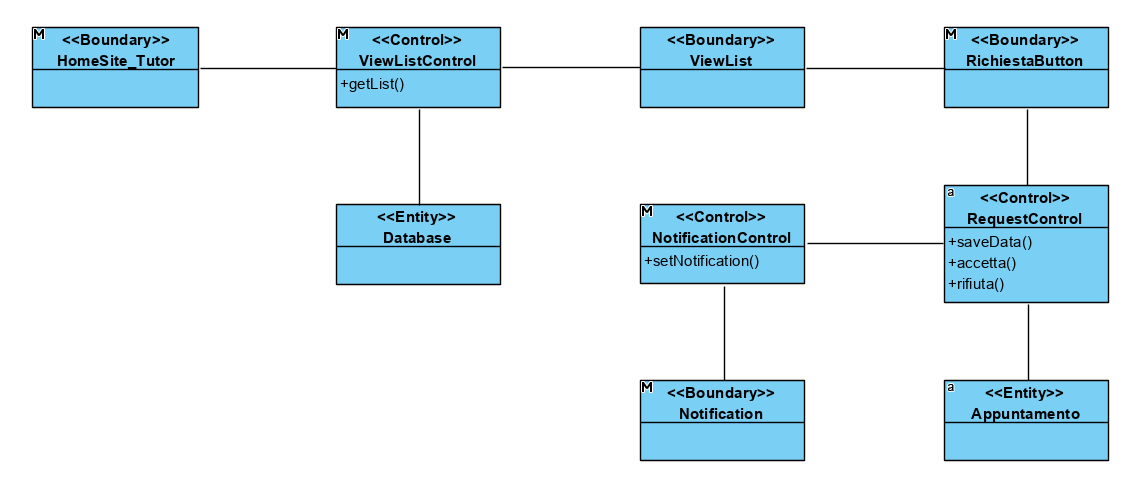 M
<<Boundary>>
HomeSite_Tutor
M
<<Control>>
ViewListControl
+getList()
<<Boundary>>
ViewList
M
<<Boundary>>
RichiestaButton
<<Entity>>
Database
M
<<Control>>
NotificationControl
+setNotification()
a
<<Control>>
RequestControl
+saveData()
+accetta()
+rifiuta()
M
<<Boundary>>
Notification
a
<<Entity>>
Appuntamento